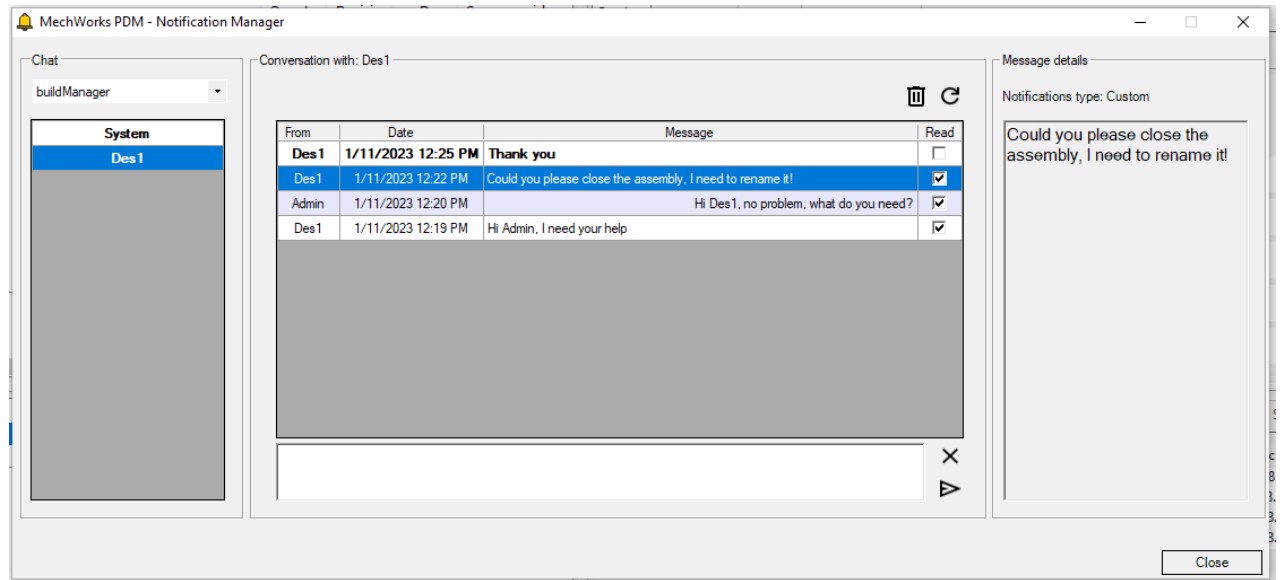 MechWorks PDM - Notification Manager
Chat
buildManager
System
Des1
Conversation with: Des1
From Date Message Read
Des1 1/11/2023 12:25 PM Thank you
Des1 1/11/2023 12:22 PM Could you please close the assembly, I need to rename it!
Admin 1/11/2023 12:20 PM Hi Des1, no problem, what do you need?
Des1 1/11/2023 12:19 PM Hi Admin, I need your help
Message details
Notifications type: Custom
Could you please close the
assembly, I need to rename it!
Close